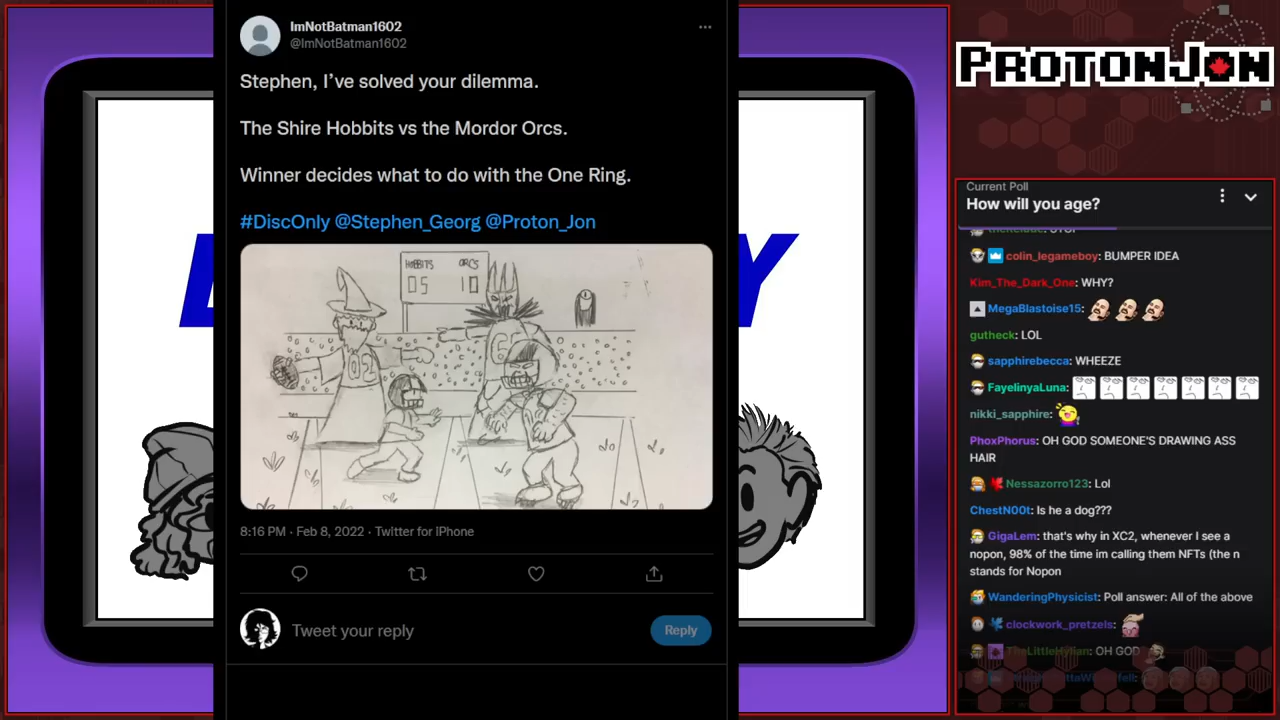 ImNotBatman1602
@ImNotBatman1602
Stephen, I’ve solved your dilemma.
The Shire Hobbits vs the Mordor Orcs.
Winner decides what to do with the One Ring.
#DiscOnly @Stephen_Georg @Proton_Jon
HOBBITS ORCS
05 10
02
8:16 PM · Feb 8, 2022 · Twitter for iPhone
Tweet your reply
Reply
Y
PROTONJON
Current Poll
How will you age?
colin_legameboy: BUMPER IDEA
Kim_The_Dark_One: WHY?
MegaBlastoise15:
gutheck: LOL
sapphirebecca: WHEEZE
FayelinyaLuna:
nikki_sapphire:
PhoxPhorus: OH GOD SOMEONE'S DRAWING ASS
HAIR
Nessazorro123: Lol
ChestN00t: Is he a dog???
GigaLem: that's why in XC2, whenever I see a
nopon, 98% of the time im calling them NFTs (the n
stands for Nopon
WanderingPhysicist: Poll answer: All of the above
clockwork_pretzels:
TheLittleHylian: OH GOD